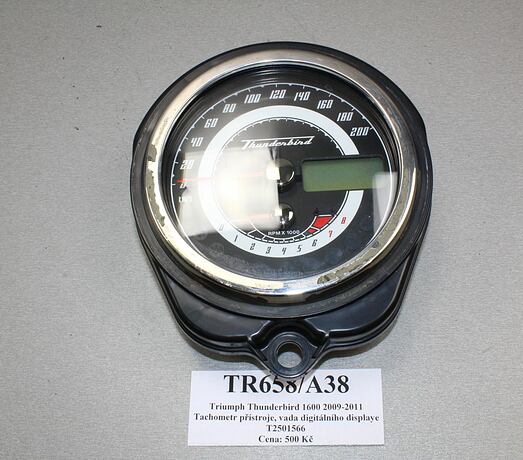 20
40
60
80
100
120
140
160
180
200
Thunderbird
RPM X 1000
0
1
2
3
4
5
6
7
8
TR658/A38
Triumph Thunderbird 1600 2009-2011
Tachometr přístroje, vada digitálního displaye
T2501566
Cena: 500 Kč